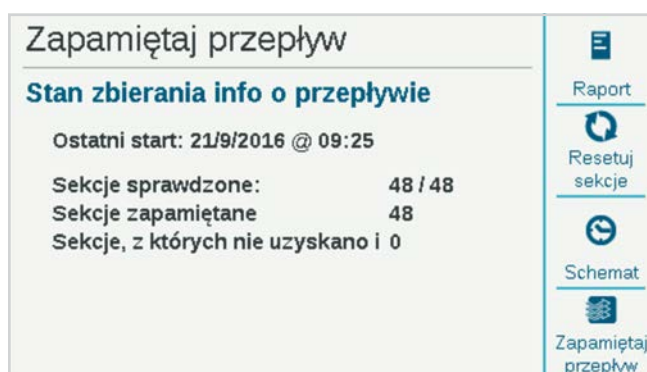 Zapamiętaj przepływ
Stan zbierania info o przepływie
Ostatni start: 21/9/2016 @ 09:25
Sekcje sprawdzone: 48 / 48
Sekcje zapamiętane 48
Sekcje, z których nie uzyskano i 0
Raport
Resetuj
sekcje
Schemat
Zapamiętaj
przepływ